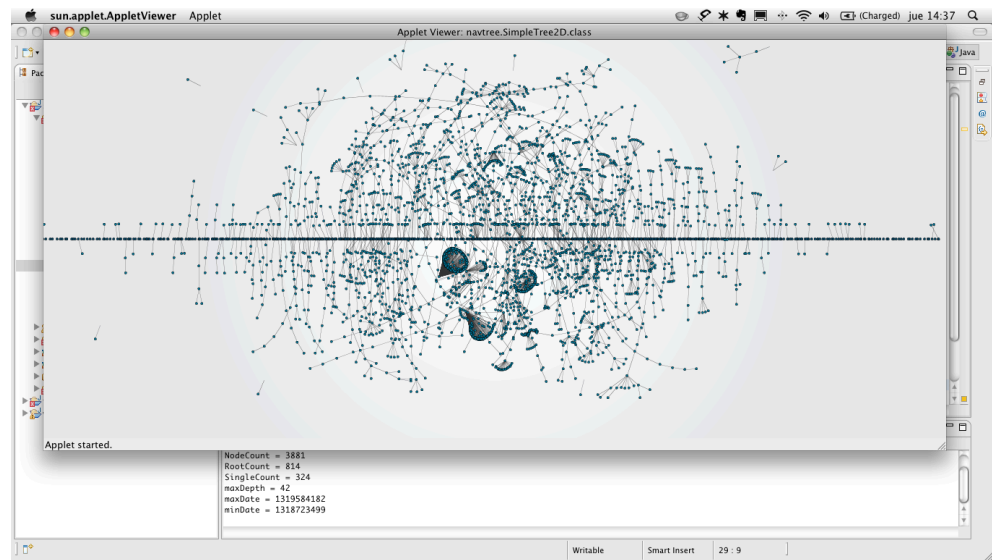 sun.applet.AppletViewer Applet (Charged) jue 14:37
Applet Viewer: navtree.SimpleTree2D.class
Java
Pac
Applet started.
NodeCount = 3881
RootCount = 814
SingleCount = 324
maxDepth = 42
maxDate = 1319584182
minDate = 1318723499
Writable Smart Insert 29 : 9